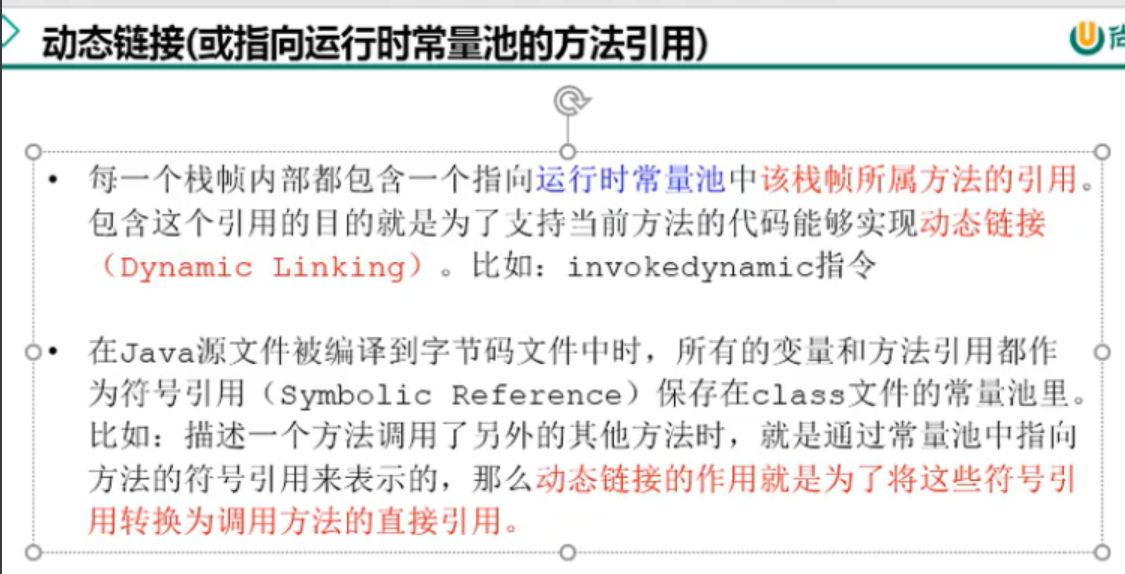 动态链接(或指向运行时常量池的方法引用)
尚
• 每一个栈帧内部都包含一个指向运行时常量池中该栈帧所属方法的引用。
包含这个引用的目的就是为了支持当前方法的代码能够实现动态链接
（Dynamic Linking）。比如：invokedynamic指令
• 在Java源文件被编译到字节码文件中时，所有的变量和方法引用都作
为符号引用（Symbolic Reference）保存在class文件的常量池里。
比如：描述一个方法调用了另外的其他方法时，就是通过常量池中指向
方法的符号引用来表示的，那么动态链接的作用就是为了将这些符号引
用转换为调用方法的直接引用。